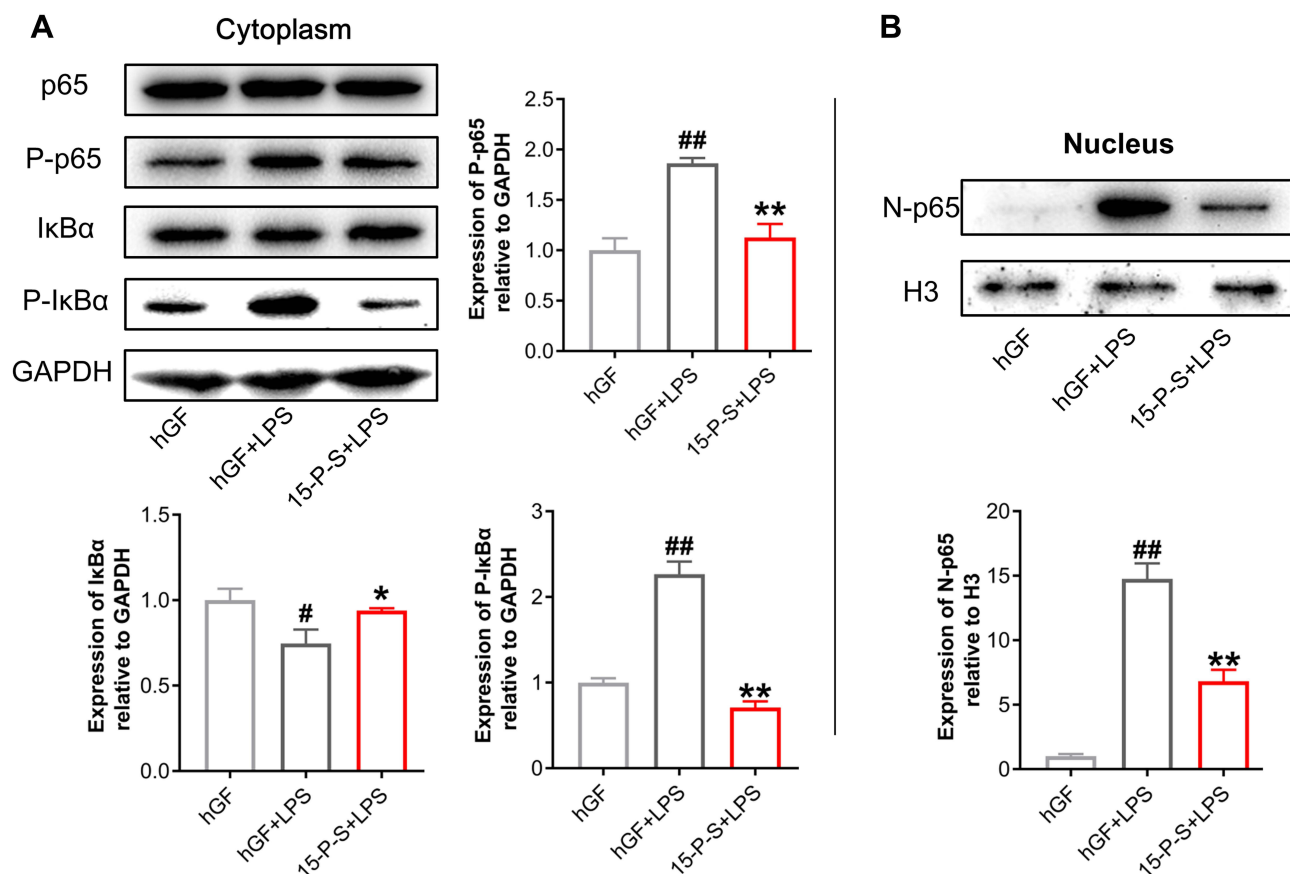 A
Cytoplasm
p65
P-p65
IκBα
P-IκBα
GAPDH
hGF
hGF+LPS
15-P-S+LPS
Expression of P-p65
relative to GAPDH
2.5
2.0
1.5
1.0
0.5
0.0
##
**
hGF
hGF+LPS
15-P-S+LPS
Expression of IκBα
relative to GAPDH
1.5
1.0
0.5
0.0
#
*
hGF
hGF+LPS
15-P-S+LPS
Expression of P-IκBα
relative to GAPDH
3
2
1
0
##
**
hGF
hGF+LPS
15-P-S+LPS
B
Nucleus
N-p65
H3
hGF
hGF+LPS
15-P-S+LPS
Expression of N-p65
relative to H3
20
15
10
5
0
##
**
hGF
hGF+LPS
15-P-S+LPS